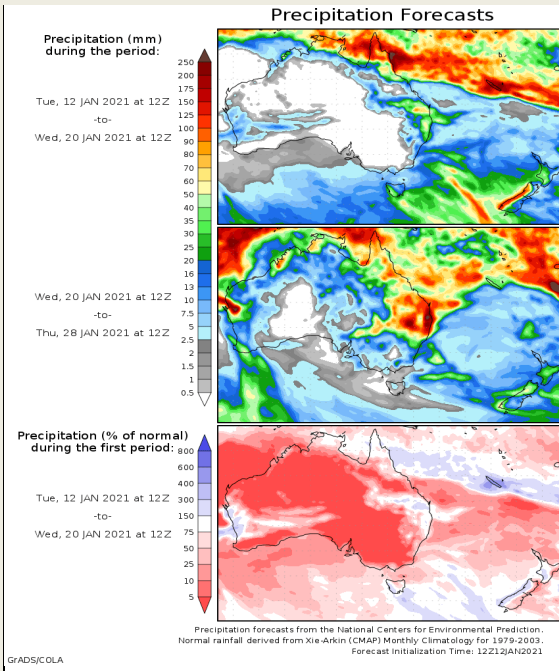 Precipitation Forecasts
Precipitation (mm)
during the period:
250
200
175
150
125
100
90
80
70
60
50
40
35
30
25
20
16
13
10
7.5
5
2.5
2
1.5
1
0.5
Tue, 12 JAN 2021 at 12Z
-to-
Wed, 20 JAN 2021 at 12Z
Wed, 20 JAN 2021 at 12Z
-to-
Thu, 28 JAN 2021 at 12Z
Precipitation (% of normal)
during the first period:
800
600
400
300
150
75
50
25
10
5
Tue, 12 JAN 2021 at 12Z
-to-
Wed, 20 JAN 2021 at 12Z
Precipitation forecasts from the National Centers for Environmental Prediction.
Normal rainfall derived from Xie-Arkin (CMAP) Monthly Climatology for 1979-2003.
Forecast Initialization Time: 12Z12JAN2021
GrADS/COLA